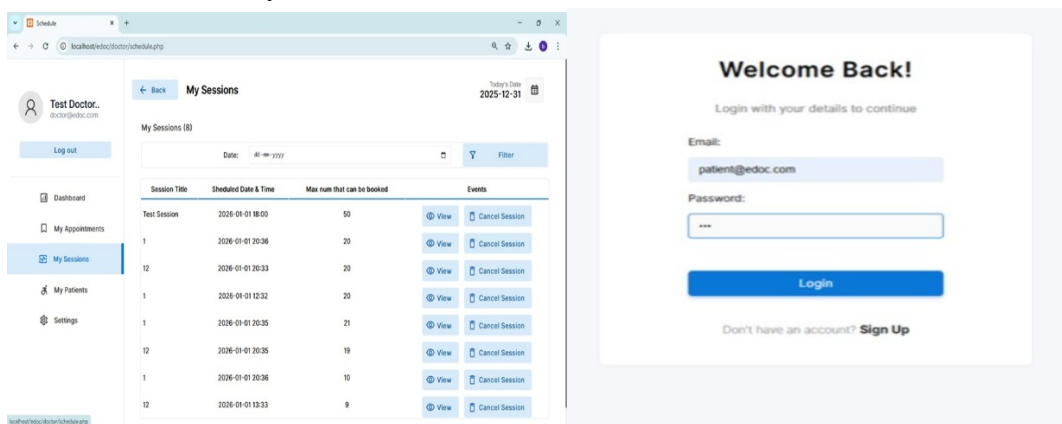 Schedule
localhost/edoc/doctor/schedule.php
Test Doctor..
doctor@edoc.com
Log out
Dashboard
My Appointments
My Sessions
My Patients
Settings
← Back My Sessions
Today's Date
2025-12-31
My Sessions (8)
Date: dd-mm-yyyy Filter
Session Title Sheduled Date & Time Max num that can be booked Events
Test Session 2026-01-01 18:00 50 View Cancel Session
1 2026-01-01 20:36 20 View Cancel Session
12 2026-01-01 20:33 20 View Cancel Session
1 2026-01-01 12:32 20 View Cancel Session
1 2026-01-01 20:35 21 View Cancel Session
12 2026-01-01 20:35 19 View Cancel Session
1 2026-01-01 20:36 10 View Cancel Session
12 2026-01-01 13:33 9 View Cancel Session
localhost/edoc/doctor/schedule.php
Welcome Back!
Login with your details to continue
Email:
patient@edoc.com
Password:
Login
Don't have an account? Sign Up